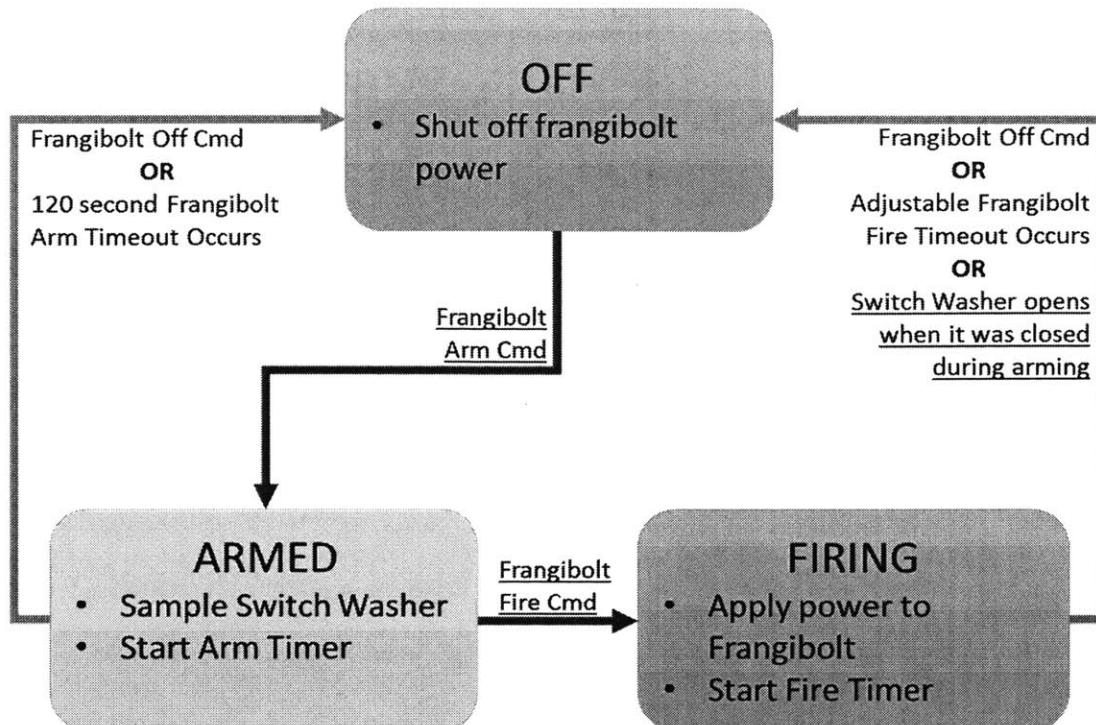 OFF
• Shut off frangibolt
power
Frangibolt Off Cmd
OR
120 second Frangibolt
Arm Timeout Occurs
Frangibolt Off Cmd
OR
Adjustable Frangibolt
Fire Timeout Occurs
OR
Switch Washer opens
when it was closed
during arming
Frangibolt
Arm Cmd
ARMED
• Sample Switch Washer
• Start Arm Timer
Frangibolt
Fire Cmd
FIRING
• Apply power to
Frangibolt
• Start Fire Timer